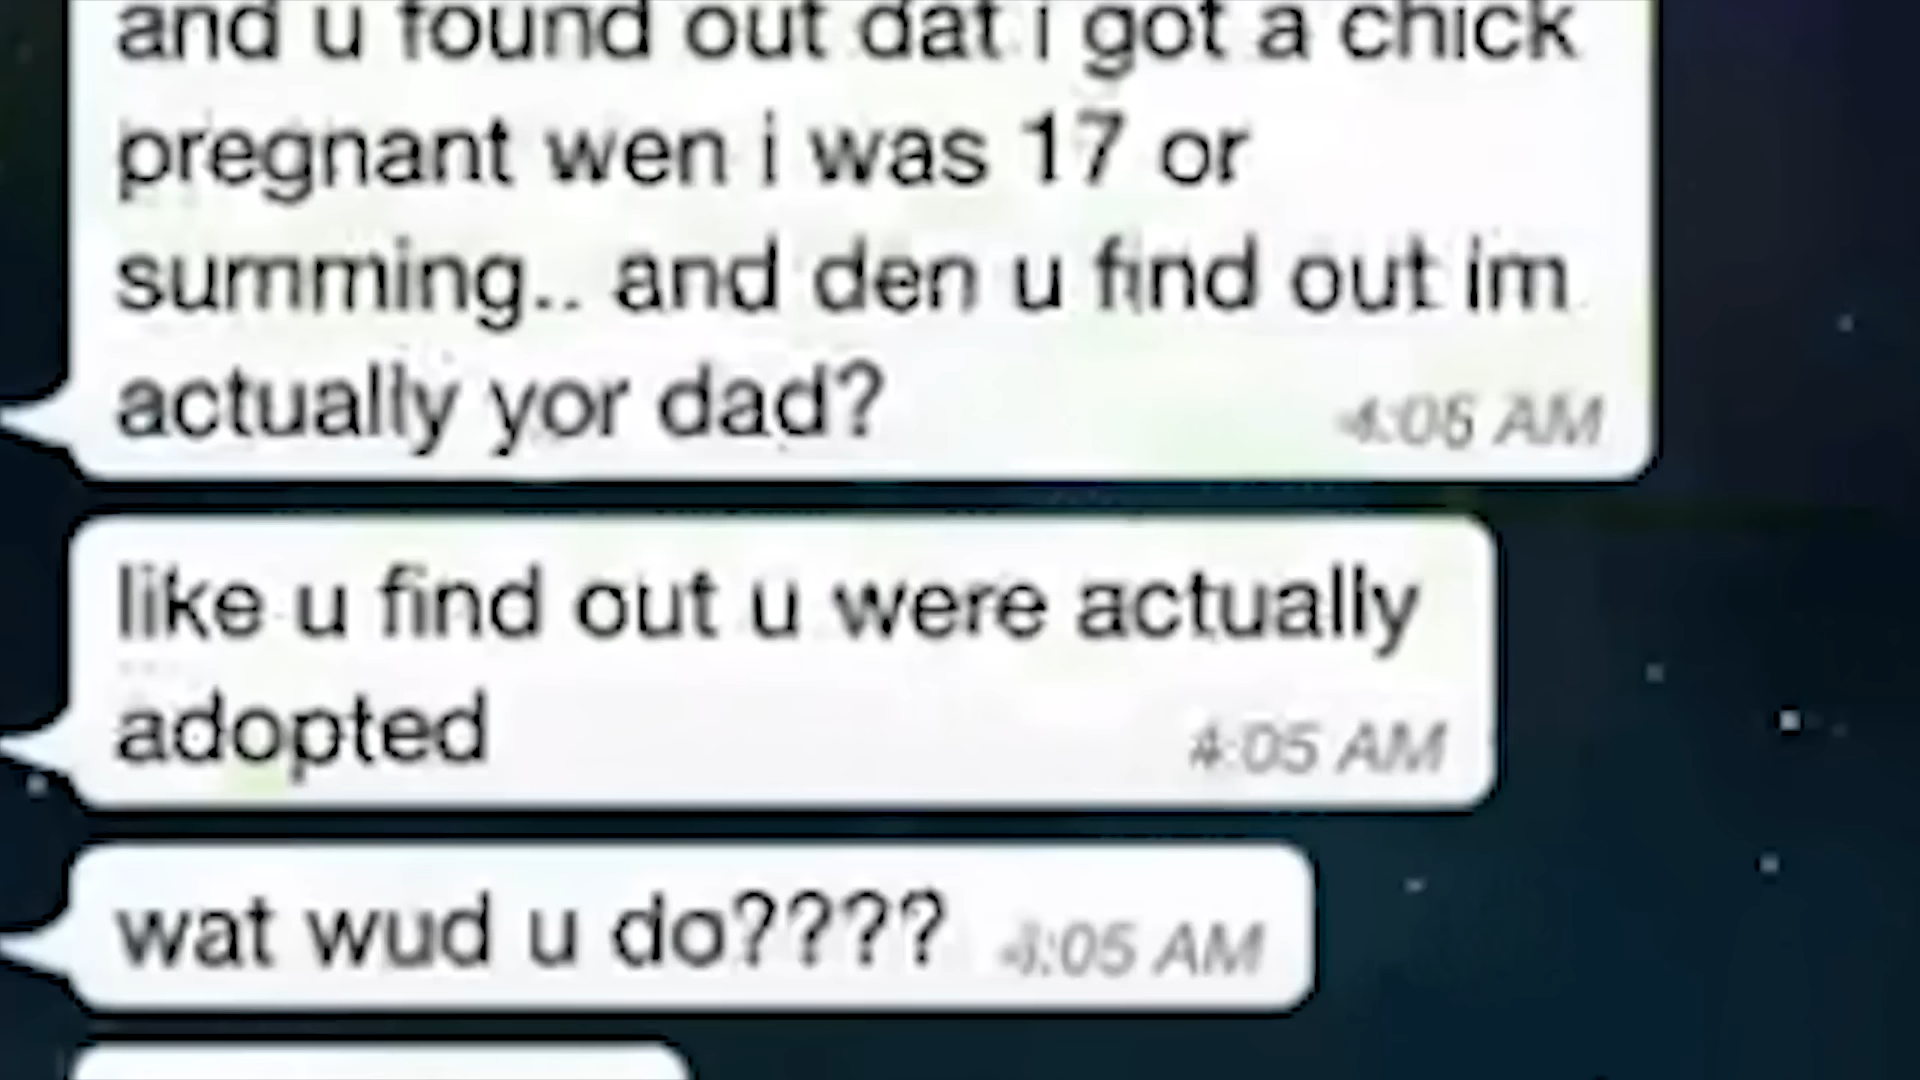 and u found out dat i got a chick
pregnant wen i was 17 or
summing.. and den u find out im
actually yor dad?
4:05 AM
like u find out u were actually
adopted
4:05 AM
wat wud u do???? 4:05 AM